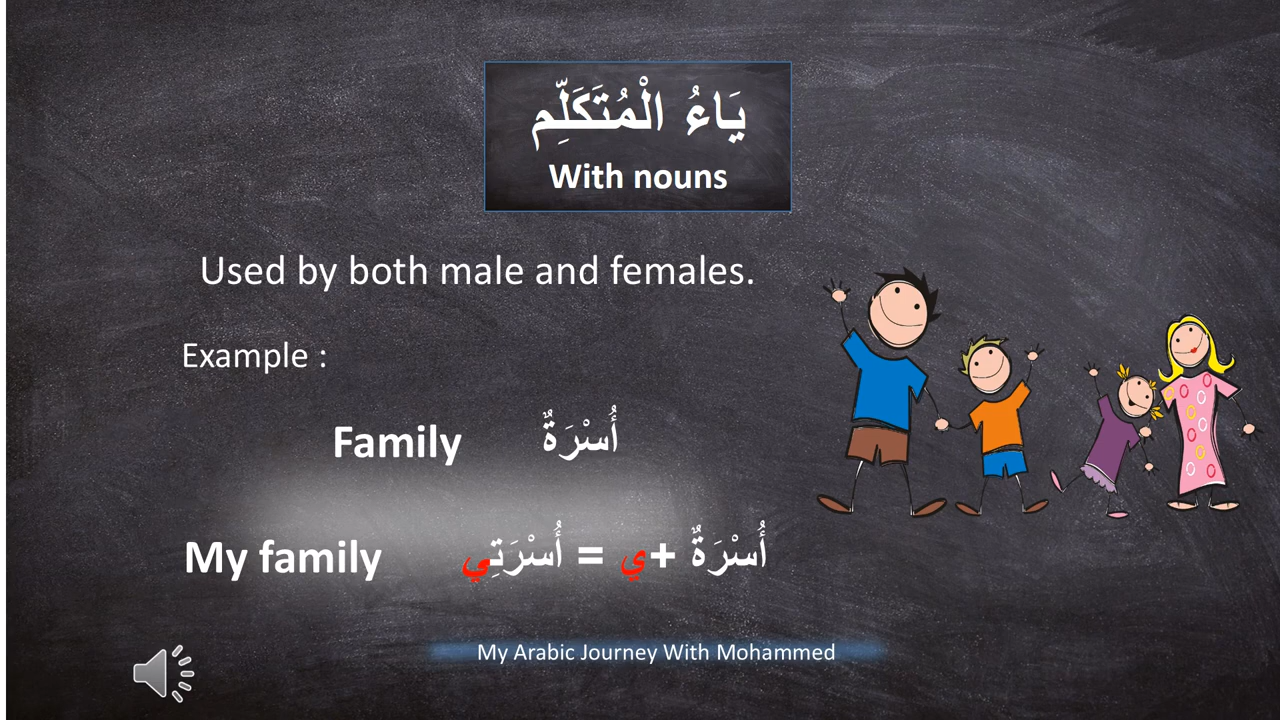 يَاءُ الْمُتَكَلِّم
With nouns
Used by both male and females.
Example :
Family أُسْرَةٌ
My family أُسْرَةٌ +ي = أُسْرَتِي
My Arabic Journey With Mohammed